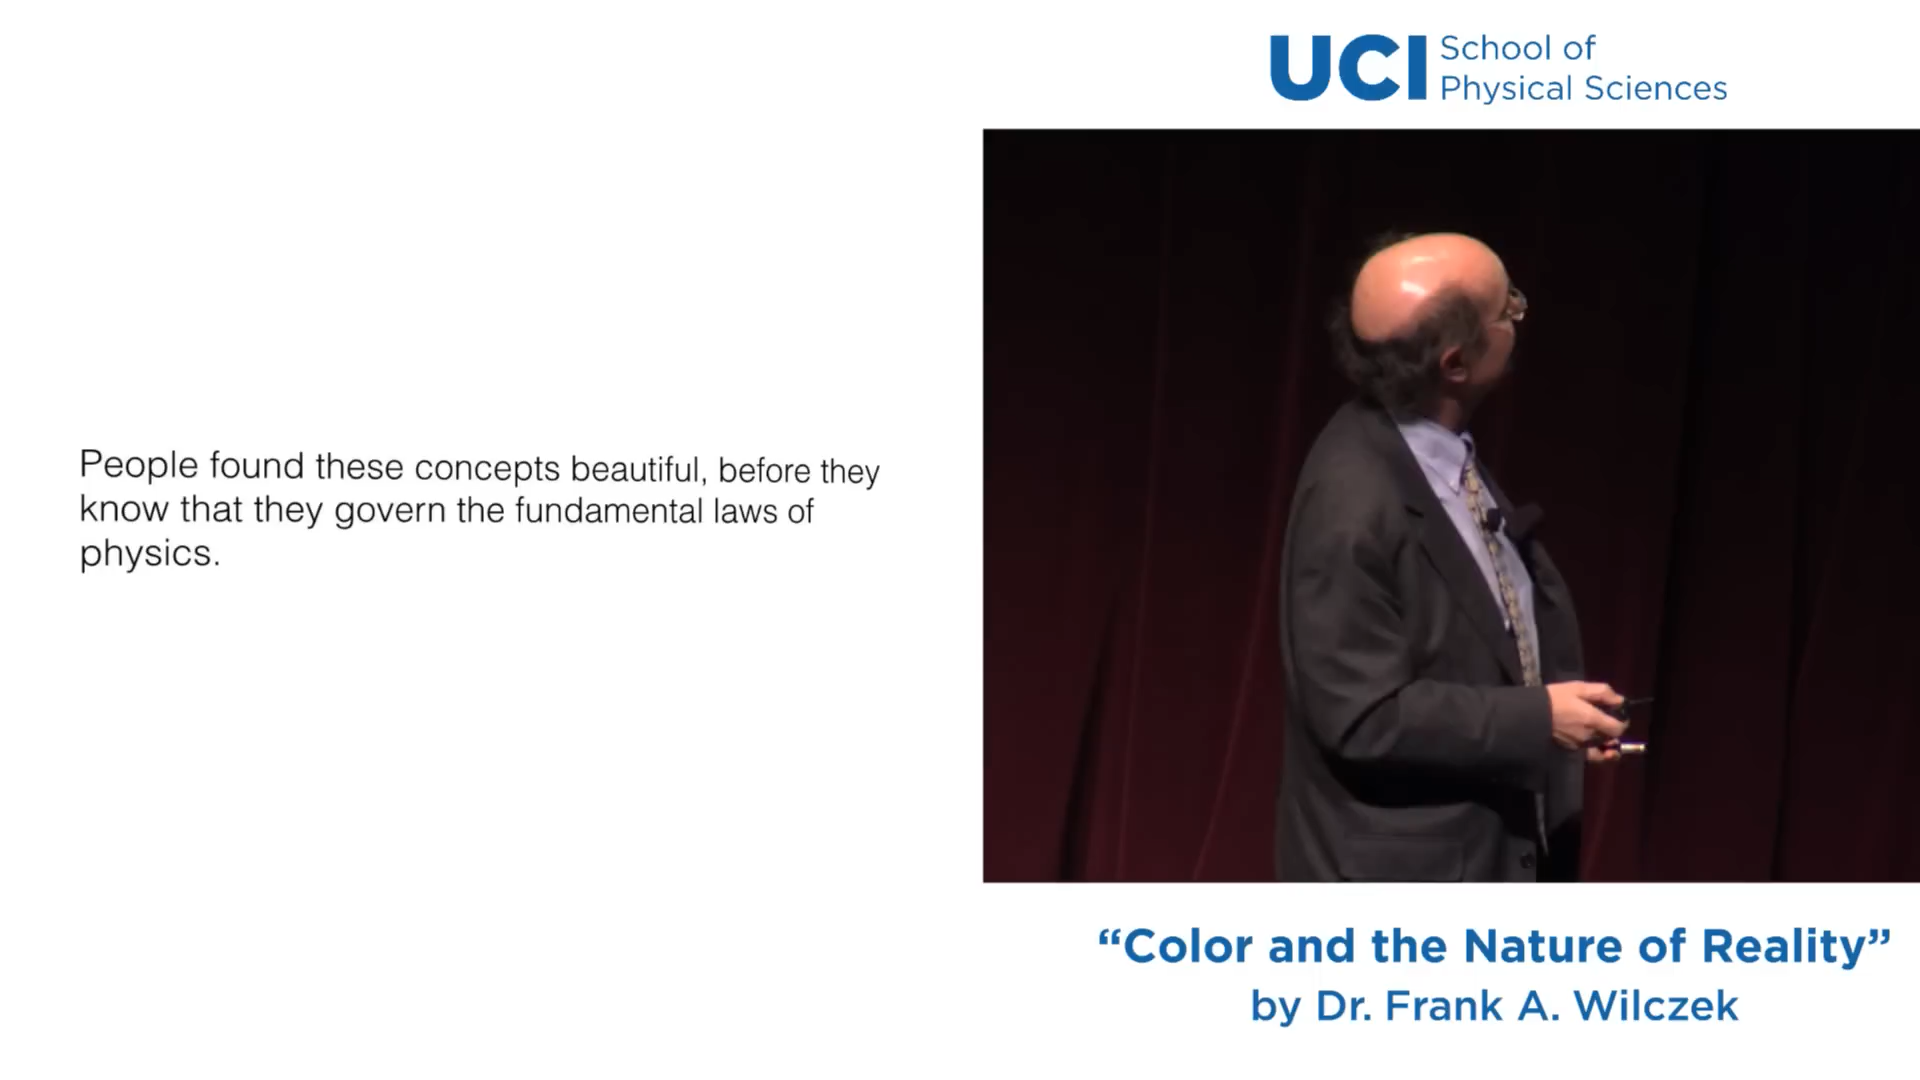 UCI School of
Physical Sciences
People found these concepts beautiful, before they
know that they govern the fundamental laws of
physics.
“Color and the Nature of Reality”
by Dr. Frank A. Wilczek